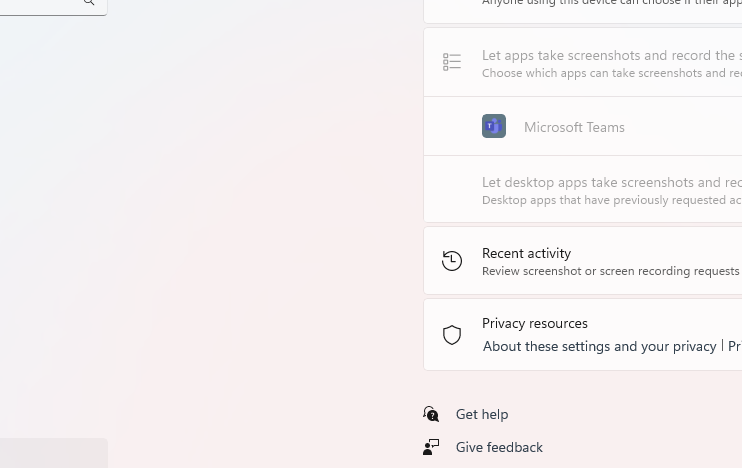 Anyone using this device can choose if their app
Let apps take screenshots and record the s
Choose which apps can take screenshots and re
Microsoft Teams
Let desktop apps take screenshots and rec
Desktop apps that have previously requested ac
Recent activity
Review screenshot or screen recording requests
Privacy resources
About these settings and your privacy | Pr
Get help
Give feedback